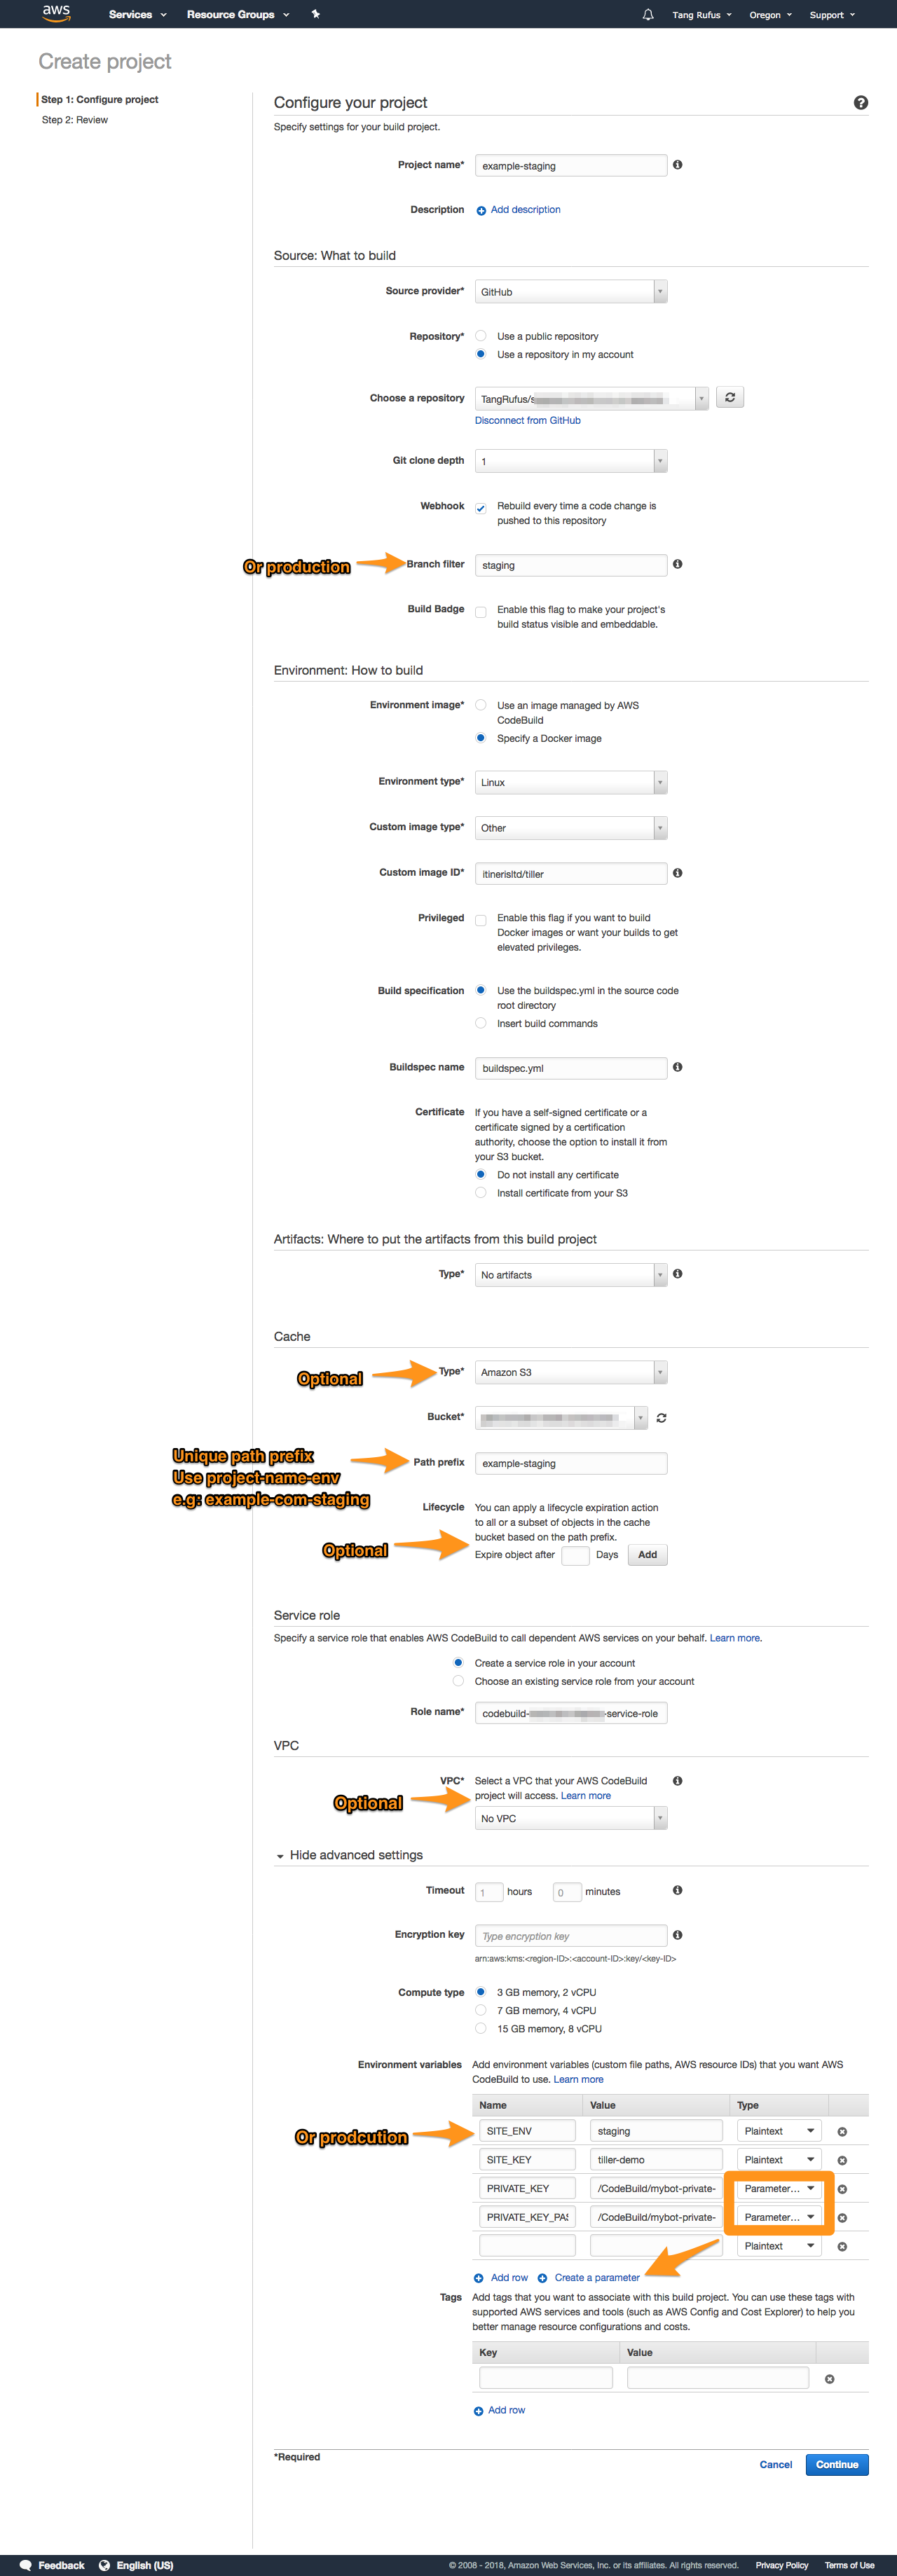 aws Services Resource Groups Tang Rufus Oregon Support
Create project
Step 1: Configure project
Step 2: Review
Configure your project
Specify settings for your build project.
Project name* example-staging
Description Add description
Source: What to build
Source provider* GitHub
Repository* Use a public repository
Use a repository in my account
Choose a repository TangRufus/s
Disconnect from GitHub
Git clone depth 1
Webhook Rebuild every time a code change is
pushed to this repository
Or production Branch filter staging
Build Badge Enable this flag to make your project's
build status visible and embeddable.
Environment: How to build
Environment image* Use an image managed by AWS
CodeBuild
Specify a Docker image
Environment type* Linux
Custom image type* Other
Custom image ID* itinerisltd/tiller
Privileged Enable this flag if you want to build
Docker images or want your builds to get
elevated privileges.
Build specification Use the buildspec.yml in the source code
root directory
Insert build commands
Buildspec name buildspec.yml
Certificate If you have a self-signed certificate or a
certificate signed by a certification
authority, choose the option to install it from
your S3 bucket.
Do not install any certificate
Install certificate from your S3
Artifacts: Where to put the artifacts from this build project
Type* No artifacts
Cache
Optional Type* Amazon S3
Bucket*
Unique path prefix
Use project-name-env
e.g: example-com-staging
Path prefix example-staging
Lifecycle You can apply a lifecycle expiration action
to all or a subset of objects in the cache
bucket based on the path prefix.
Optional Expire object after Days Add
Service role
Specify a service role that enables AWS CodeBuild to call dependent AWS services on your behalf. Learn more.
Create a service role in your account
Choose an existing service role from your account
Role name* codebuild- -service-role
VPC
VPC* Select a VPC that your AWS CodeBuild
project will access. Learn more
Optional
No VPC
Hide advanced settings
Timeout 1 hours 0 minutes
Encryption key Type encryption key
arn:aws:kms:<region-ID>:<account-ID>:key/<key-ID>
Compute type 3 GB memory, 2 vCPU
7 GB memory, 4 vCPU
15 GB memory, 8 vCPU
Environment variables Add environment variables (custom file paths, AWS resource IDs) that you want AWS
CodeBuild to use. Learn more
Name Value Type
Or prodcution SITE_ENV staging Plaintext
SITE_KEY tiller-demo Plaintext
PRIVATE_KEY /CodeBuild/mybot-private- Parameter...
PRIVATE_KEY_PAS /CodeBuild/mybot-private- Parameter...
Plaintext
Add row Create a parameter
Tags Add tags that you want to associate with this build project. You can use these tags with
supported AWS services and tools (such as AWS Config and Cost Explorer) to help you
better manage resource configurations and costs.
Key Value
Add row
*Required
Cancel Continue
Feedback English (US) © 2008 - 2018, Amazon Web Services, Inc. or its affiliates. All rights reserved. Privacy Policy Terms of Use